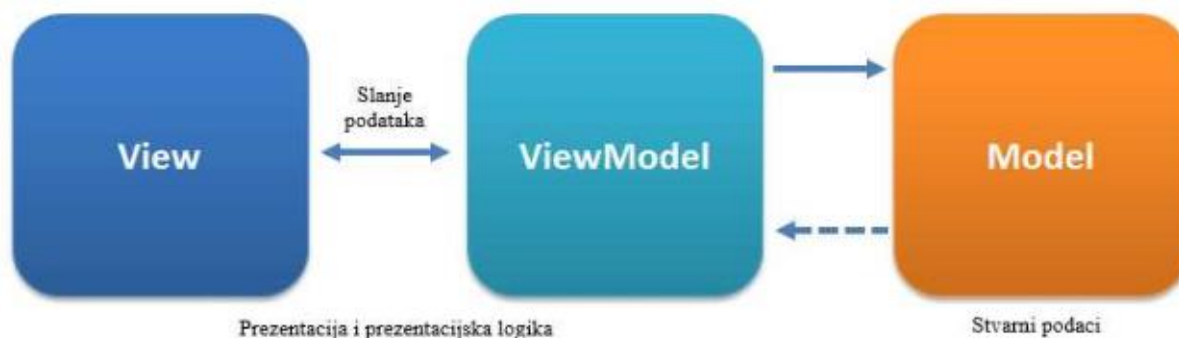 Slanje
podataka
View
ViewModel
Model
Prezentacija i prezentacijska logika
Stvarni podaci